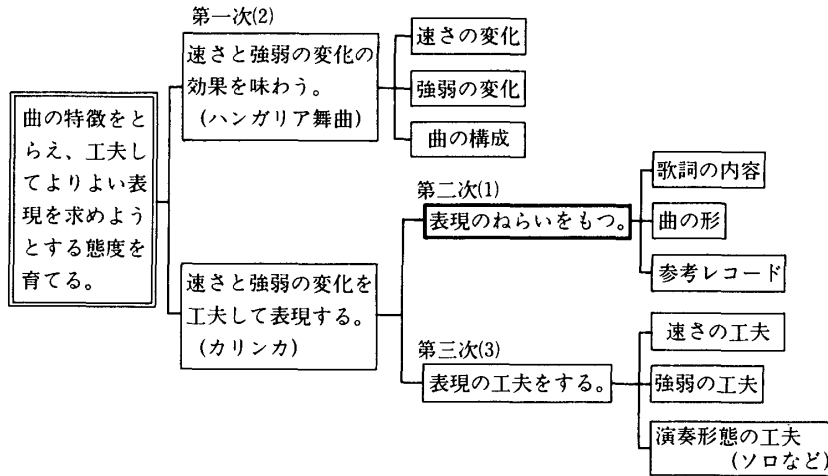 第一次(2)
速さと強弱の変化の
効果を味わう。
(ハンガリア舞曲)
速さの変化
強弱の変化
曲の構成
曲の特徴をと
らえ、工夫し
てよりよい表
現を求めよう
とする態度を
育てる。
速さと強弱の変化を
工夫して表現する。
(カリンカ)
第二次(1)
表現のねらいをもつ。
歌詞の内容
曲の形
参考レコード
第三次(3)
表現の工夫をする。
速さの工夫
強弱の工夫
演奏形態の工夫
(ソロなど)